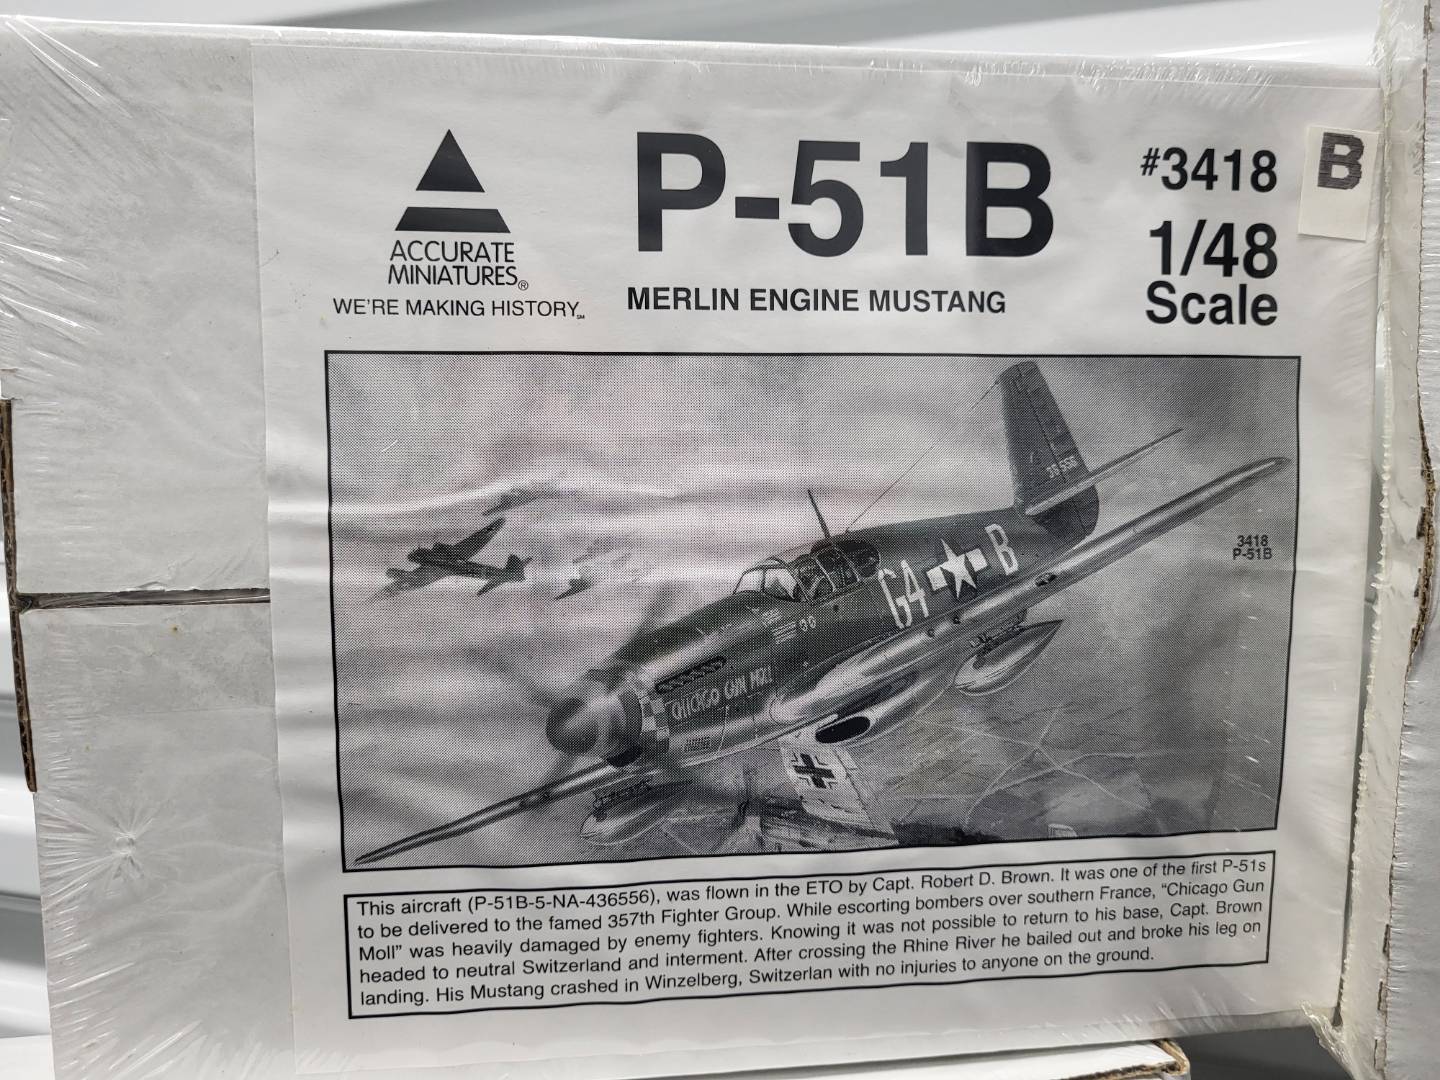 ACCURATE
MINIATURES®
WE'RE MAKING HISTORY℠
P-51B
MERLIN ENGINE MUSTANG
#3418
1/48
Scale
B
36556
3418
P-51B
G4 B
CHICAGO GUN MOLL
This aircraft (P-51B-5-NA-436556), was flown in the ETO by Capt. Robert D. Brown. It was one of the first P-51s
to be delivered to the famed 357th Fighter Group. While escorting bombers over southern France, "Chicago Gun
Moll" was heavily damaged by enemy fighters. Knowing it was not possible to return to his base, Capt. Brown
headed to neutral Switzerland and interment. After crossing the Rhine River he bailed out and broke his leg on
landing. His Mustang crashed in Winzelberg, Switzerlan with no injuries to anyone on the ground.